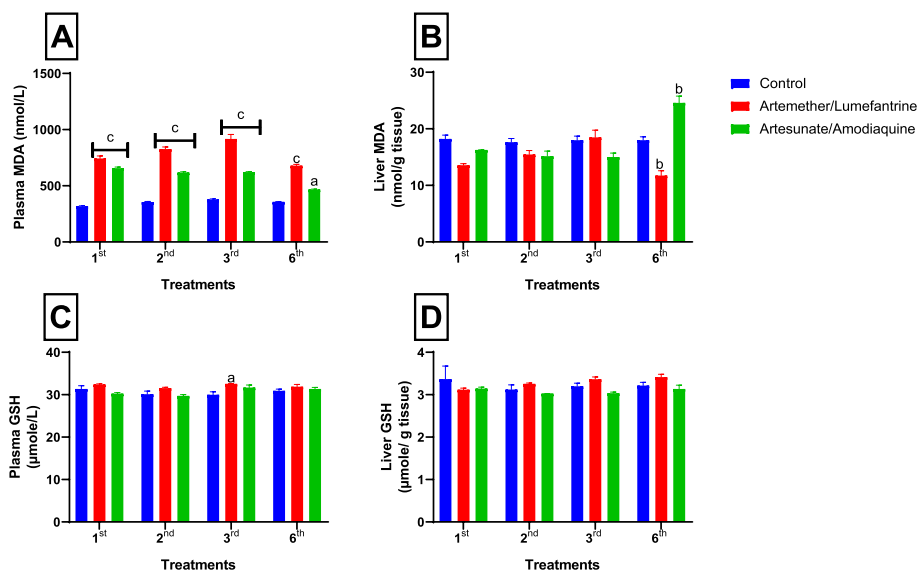 A
Plasma MDA (nmol/L)
1500
1000
500
0
c
c
c
c
a
1st 2nd 3rd 6th
Treatments
B
Liver MDA
(nmol/g tissue)
30
20
10
0
b
b
1st 2nd 3rd 6th
Treatments
Control
Artemether/Lumefantrine
Artesunate/Amodiaquine
C
Plasma GSH
(μmole/L)
40
30
20
10
0
a
1st 2nd 3rd 6th
Treatments
D
Liver GSH
(μmole/ g tissue)
4
3
2
1
0
1st 2nd 3rd 6th
Treatments